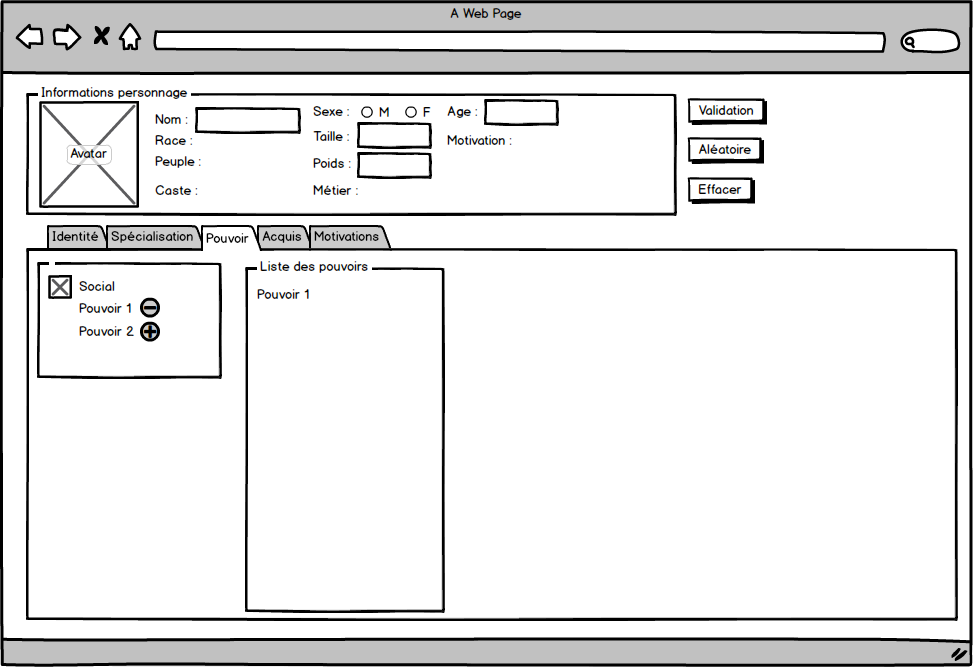 A Web Page
Informations personnage
Avatar
Nom :
Race :
Peuple :
Caste :
Sexe : M F
Taille :
Poids :
Métier :
Age :
Motivation :
Validation
Aléatoire
Effacer
Identité Spécialisation Pouvoir Acquis Motivations
Social
Pouvoir 1
Pouvoir 2
Liste des pouvoirs
Pouvoir 1